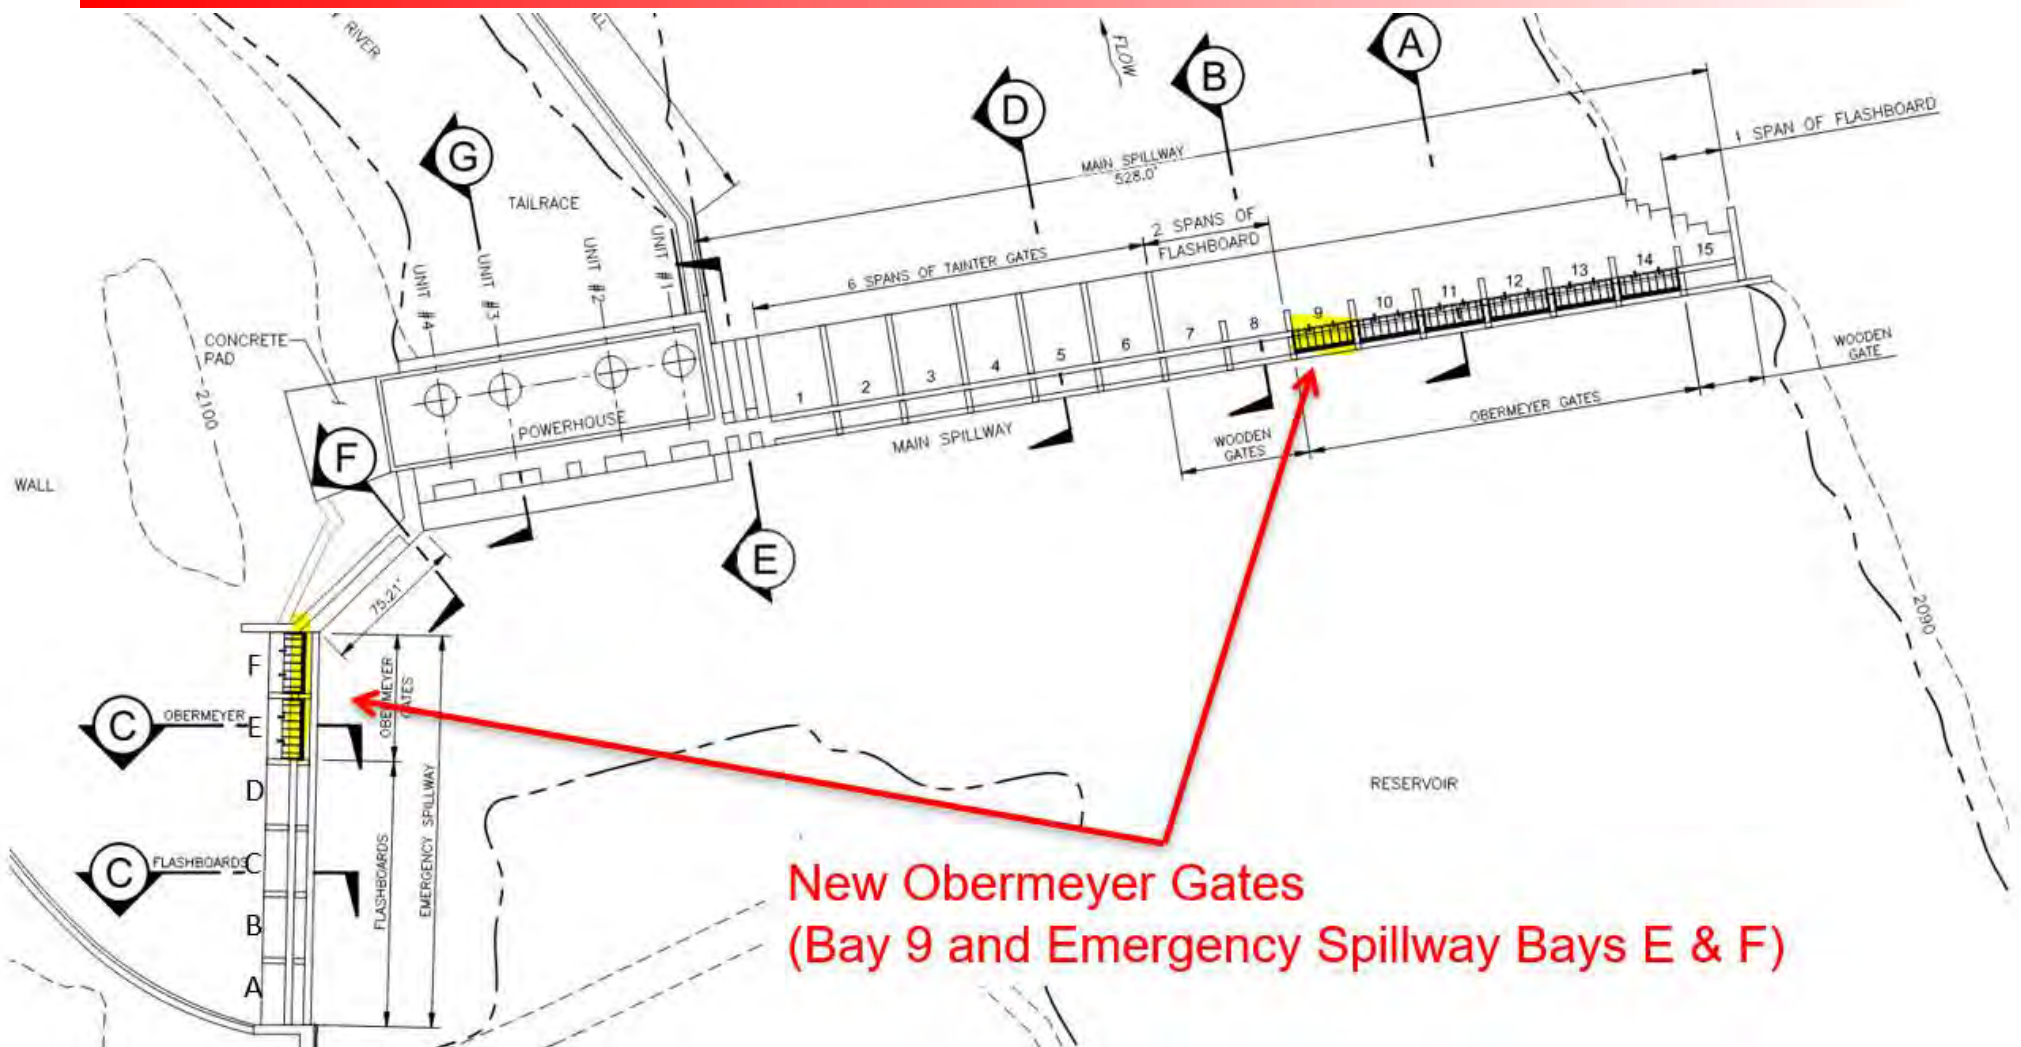 RIVER
FLOW
A
B
D
G
1 SPAN OF FLASHBOARD
MAIN SPILLWAY
528.0'
TAILRACE
2 SPANS OF
FLASHBOARD
6 SPANS OF TAINTER GATES
UNIT #1
UNIT #2
UNIT #3
UNIT #4
CONCRETE
PAD
1
2
3
4
5
6
7
8
9
10
11
12
13
14
15
WOODEN
GATE
2100
POWERHOUSE
MAIN SPILLWAY
WOODEN
GATES
OBERMEYER GATES
F
WALL
E
75.21'
2090
F
E
D
C
B
A
C
OBERMEYER
C
FLASHBOARDS
OBERMEYER
GATES
FLASHBOARDS
EMERGENCY SPILLWAY
RESERVOIR
New Obermeyer Gates
(Bay 9 and Emergency Spillway Bays E & F)